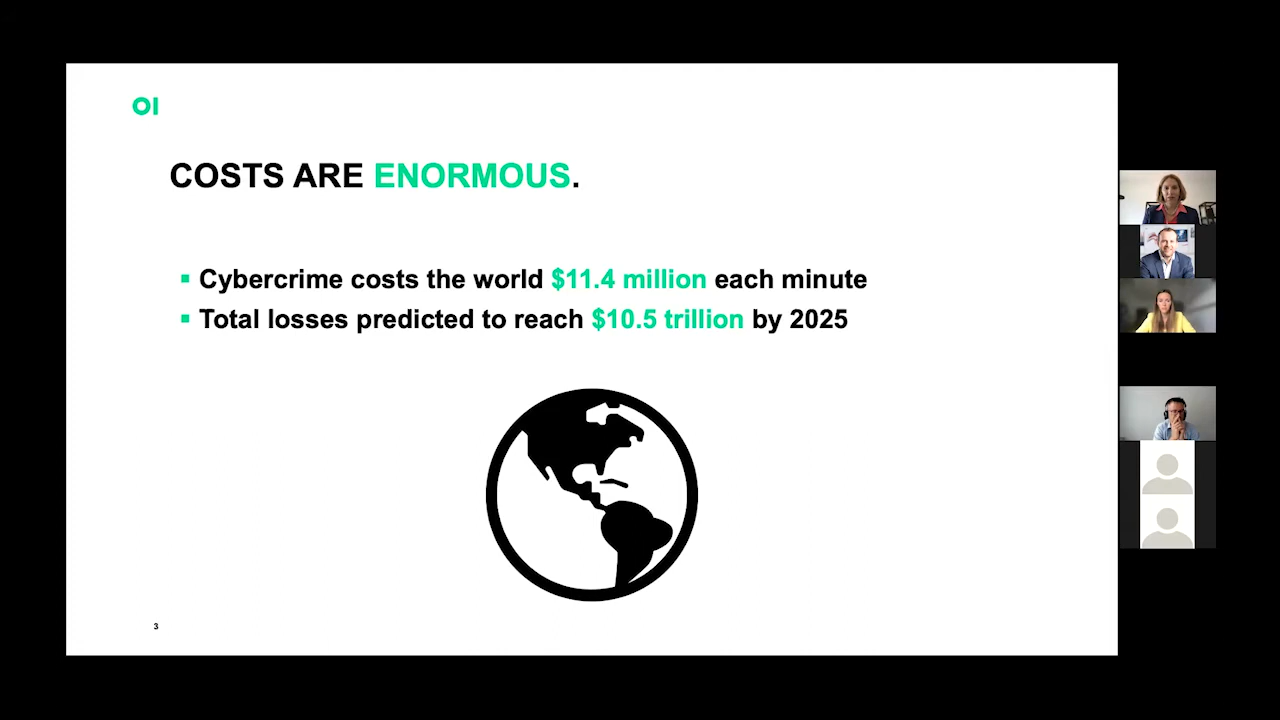 OI
COSTS ARE ENORMOUS.
Cybercrime costs the world $11.4 million each minute
Total losses predicted to reach $10.5 trillion by 2025
3